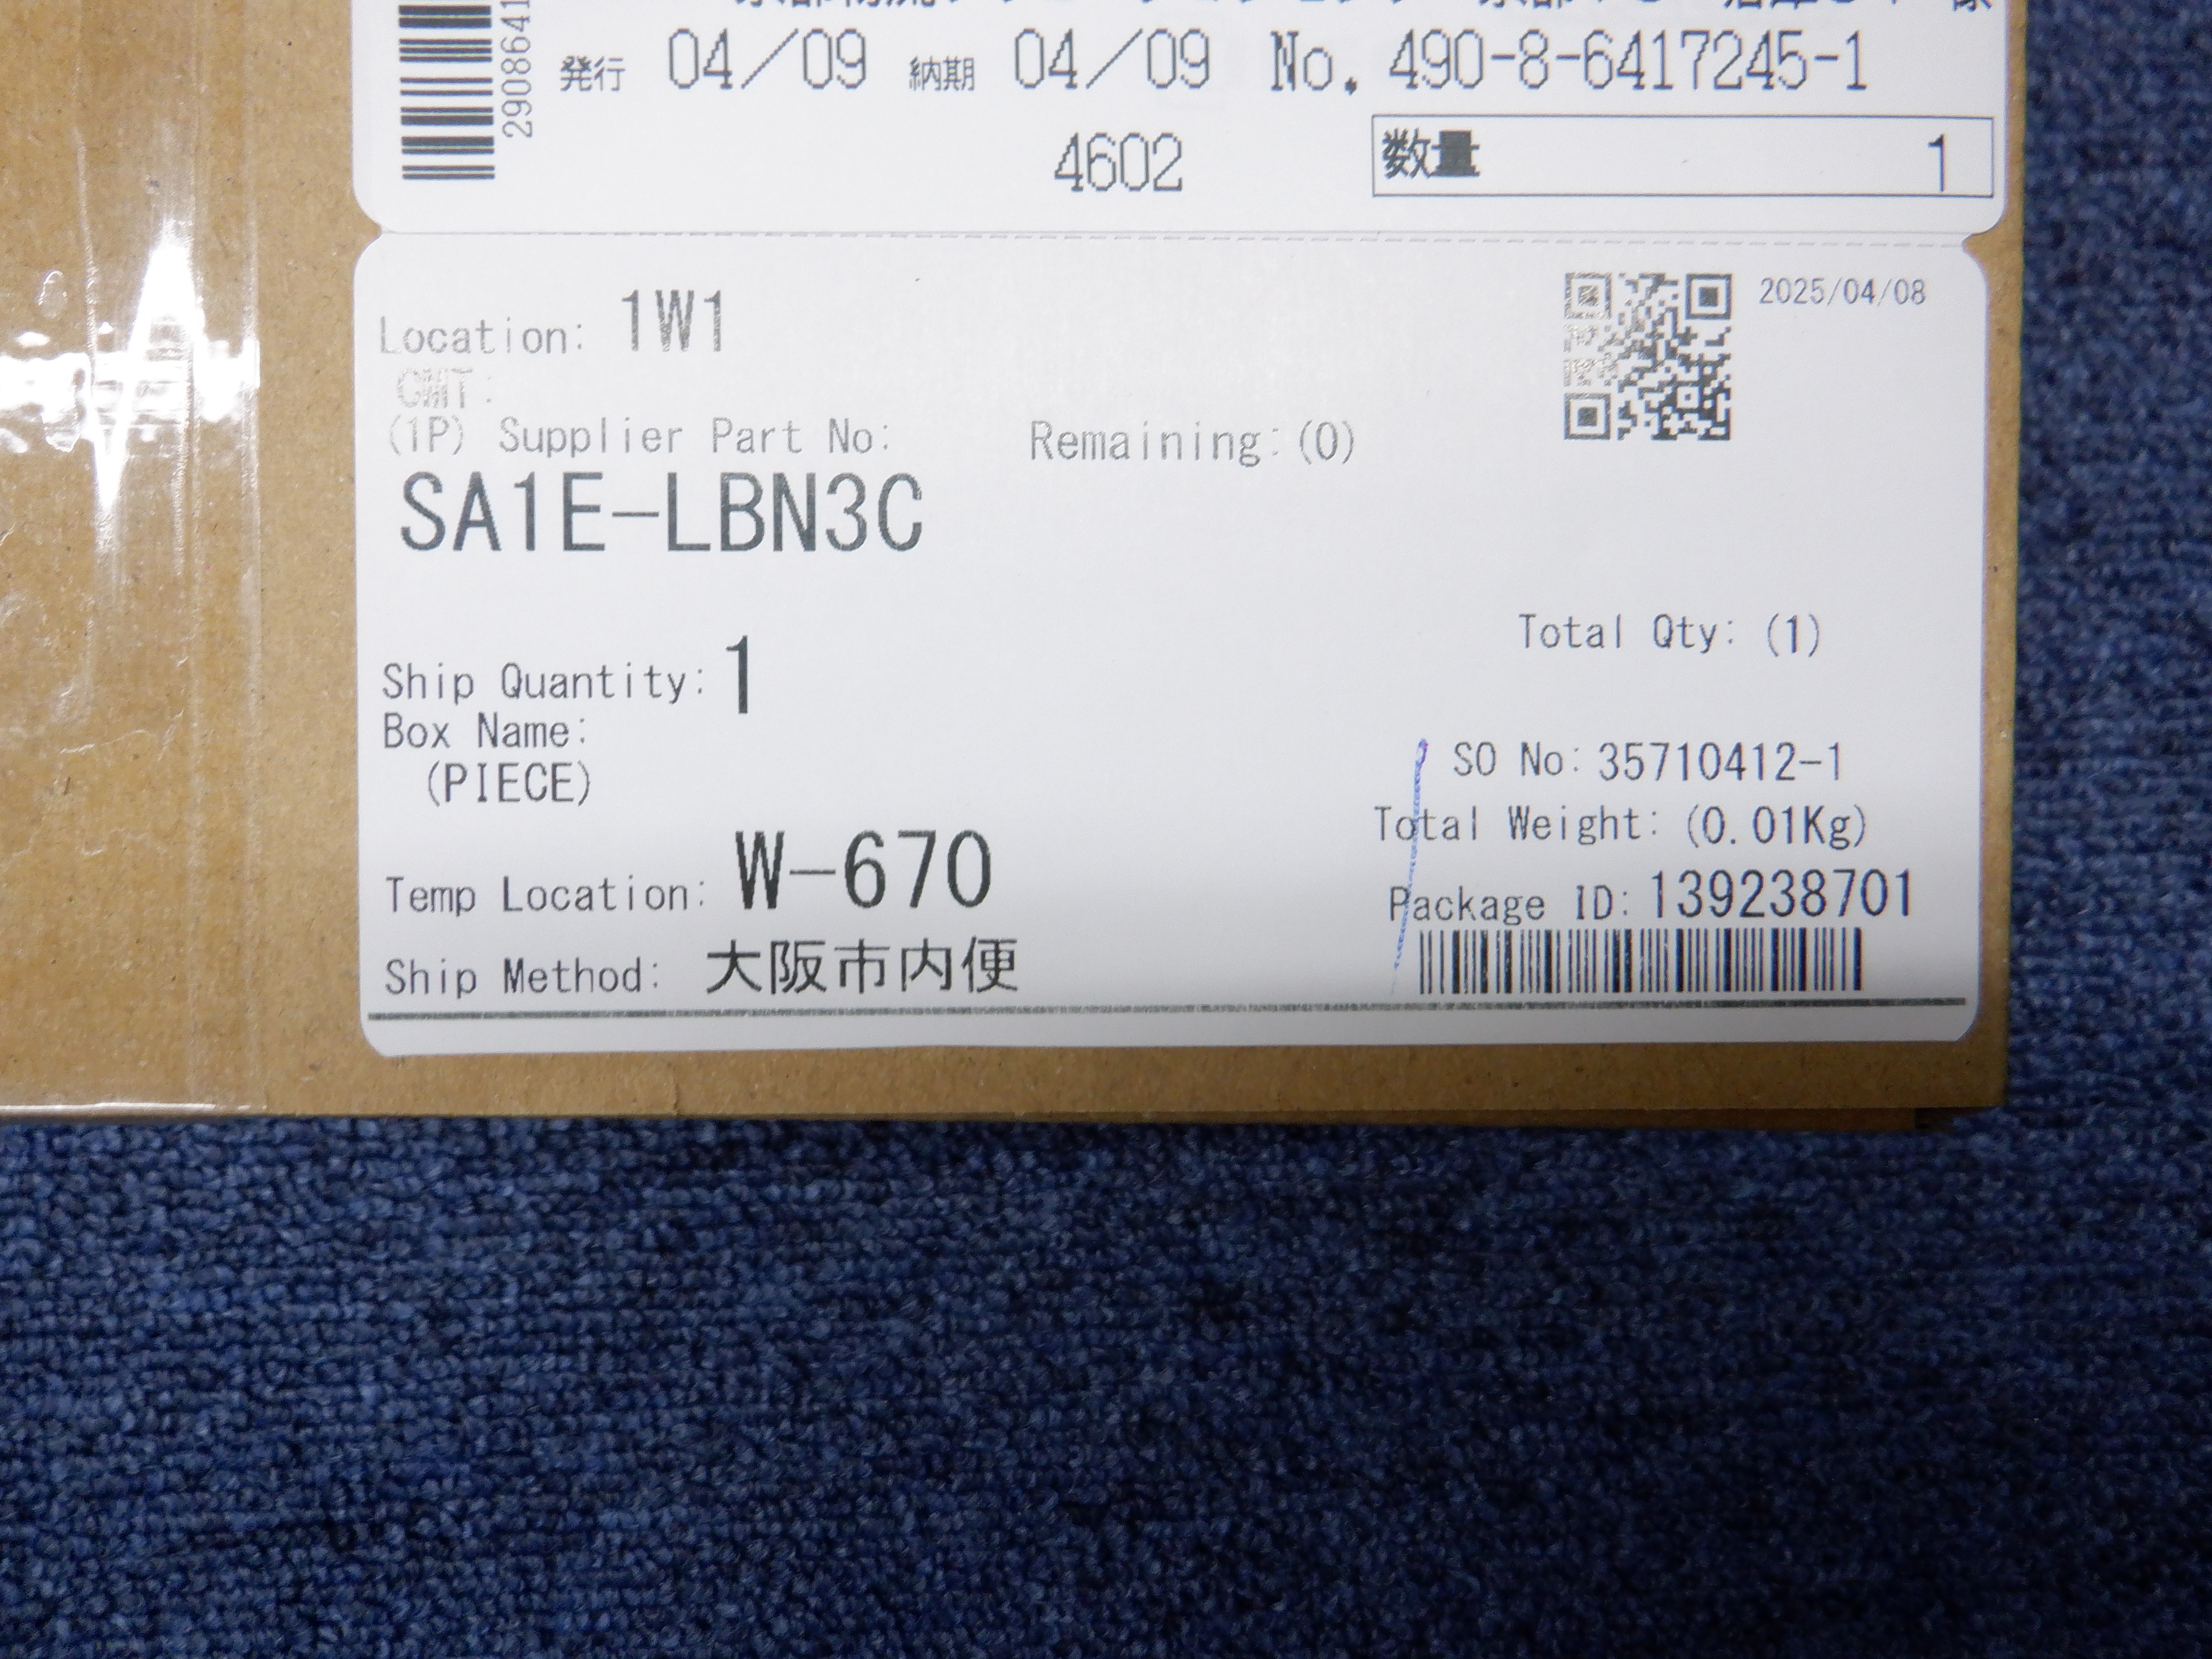 2908641
発行 04/09 納期 04/09 No. 490-8-6417245-1
4602 数量 1
2025/04/08
Location: 1W1
CMT:
(1P) Supplier Part No: Remaining:(0)
SA1E-LBN3C
Total Qty: (1)
Ship Quantity: 1
Box Name:
(PIECE)
SO No: 35710412-1
Total Weight: (0.01Kg)
Temp Location: W-670
Package ID: 139238701
Ship Method: 大阪市内便